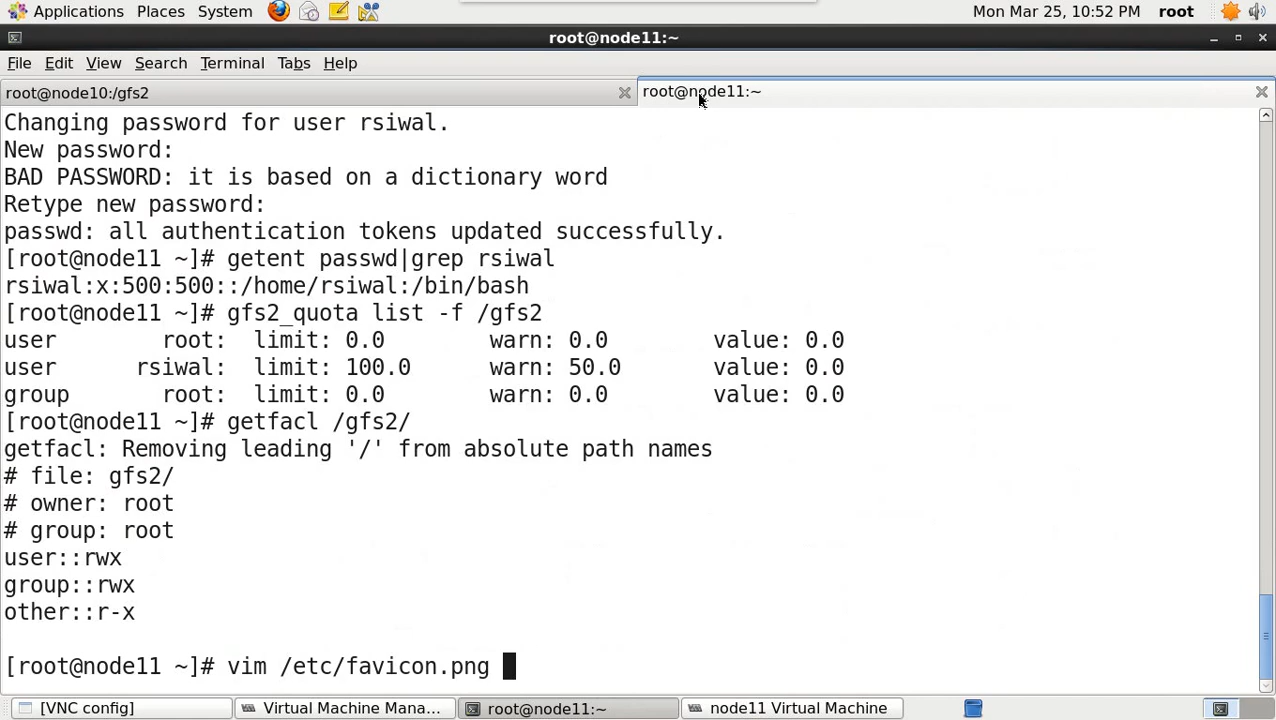 Applications Places System Mon Mar 25, 10:52 PM root
root@node11:~
File Edit View Search Terminal Tabs Help
root@node10:/gfs2 root@node11:~
Changing password for user rsiwal.
New password:
BAD PASSWORD: it is based on a dictionary word
Retype new password:
passwd: all authentication tokens updated successfully.
[root@node11 ~]# getent passwd|grep rsiwal
rsiwal:x:500:500::/home/rsiwal:/bin/bash
[root@node11 ~]# gfs2_quota list -f /gfs2
user root: limit: 0.0 warn: 0.0 value: 0.0
user rsiwal: limit: 100.0 warn: 50.0 value: 0.0
group root: limit: 0.0 warn: 0.0 value: 0.0
[root@node11 ~]# getfacl /gfs2/
getfacl: Removing leading '/' from absolute path names
# file: gfs2/
# owner: root
# group: root
user::rwx
group::rwx
other::r-x
[root@node11 ~]# vim /etc/favicon.png
[VNC config] Virtual Machine Mana... root@node11:~ node11 Virtual Machine